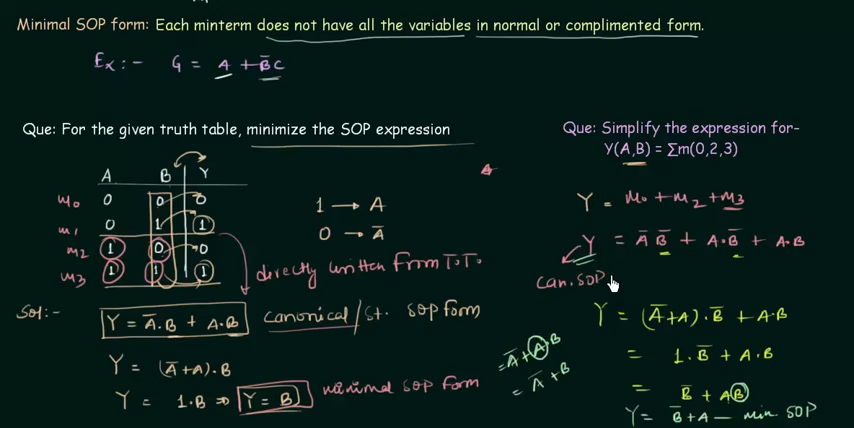 Minimal SOP form: Each minterm does not have all the variables in normal or complimented form.
Ex :- G = A + B̅C
Que: For the given truth table, minimize the SOP expression
A B Y
m₀ 0 0 0
m₁ 0 1 1
m₂ 1 0 0
m₃ 1 1 1
1 → A
0 → A̅
directly written from T.T.
Sol:- Y = A̅.B + A.B canonical/St. SOP form
Y = (A̅+A).B
Y = 1.B ⇒ Y = B minimal SOP form
= A̅+A.B
= A̅+B
Que: Simplify the expression for-
Y(A,B) = ∑m(0,2,3)
Y = m₀ + m₂ + m₃
Y = A̅ B̅ + A.B̅ + A.B
can. SOP
Y = (A̅+A).B̅ + A.B
= 1.B̅ + A.B
= B̅ + AB
Y = B̅+A — min. SOP